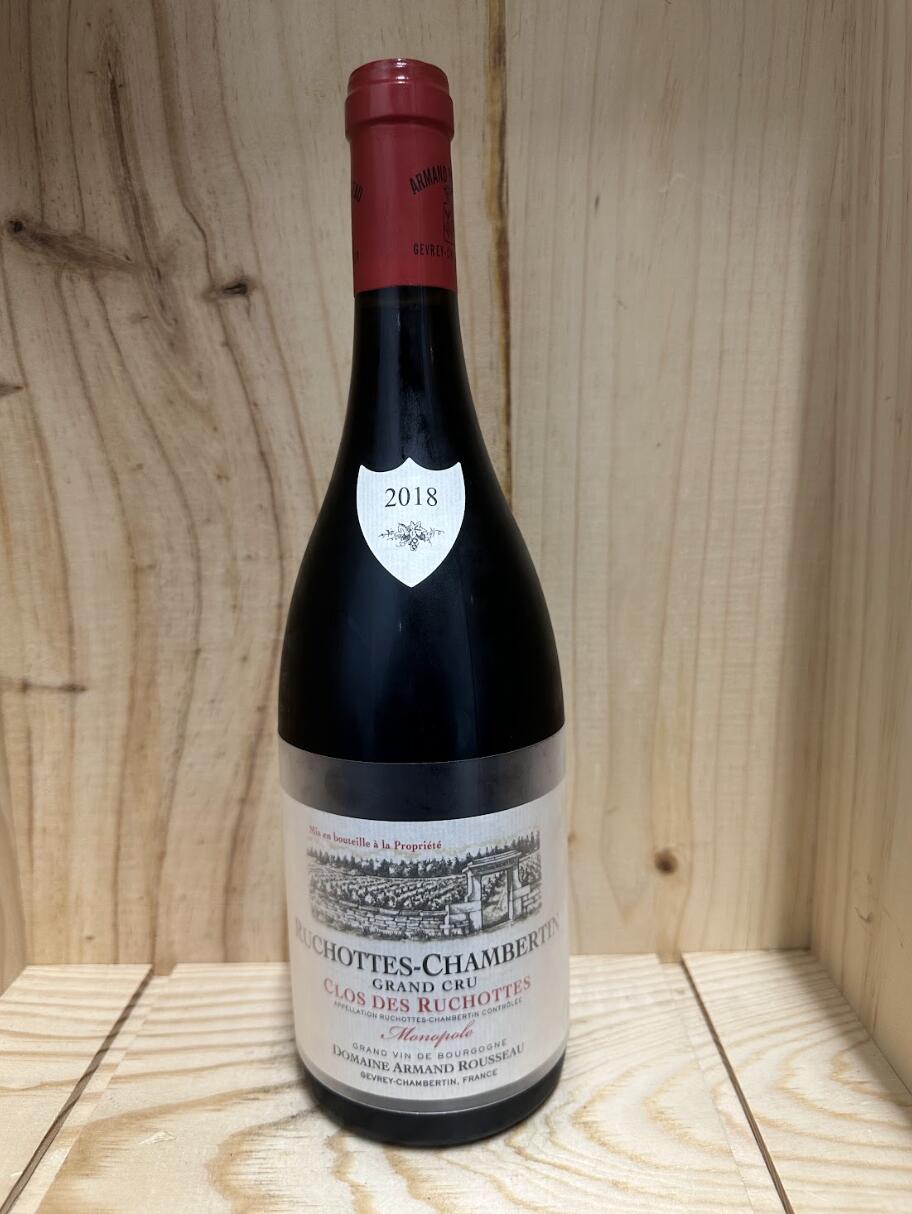 ARMAND
GEVREY-C
2018
Mis en bouteille à la Propriété
RUCHOTTES-CHAMBERTIN
GRAND CRU
CLOS DES RUCHOTTES
APPELLATION RUCHOTTES-CHAMBERTIN CONTRÔLÉE
Monopole
GRAND VIN DE BOURGOGNE
DOMAINE ARMAND ROUSSEAU
GEVREY-CHAMBERTIN, FRANCE